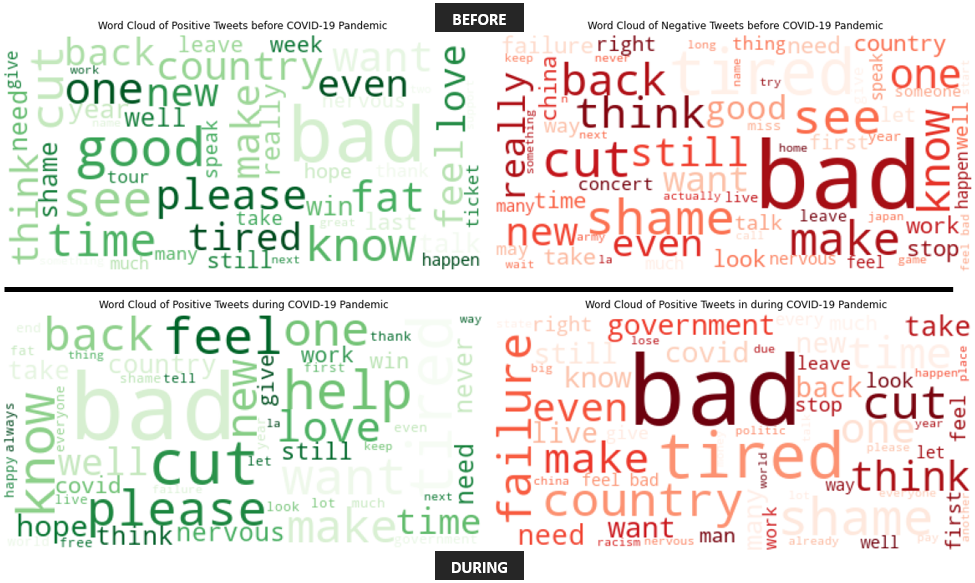 BEFORE
Word Cloud of Positive Tweets before COVID-19 Pandemic
give
cut
back
leave
week
want
work
country
one
new
even
love
need
year
name
well
make
really
nervous
bad
good
speak
hope
thank
think
shame
tour
see
please
win
fat
feel
ticket
take
great
last
time
tired
know
talk
many
much
still
next
happen
Word Cloud of Negative Tweets before COVID-19 Pandemic
failure
right
long
thing
need
country
keep
never
china
back
tired
name
try
speak
one
someone
really
something
n
think
good
see
let
way
next
miss
first
year
know
well
cut
still
home
bad
happen
concert
want
actually
live
many
time
shame
talk
leave
japan
new
army
even
call
make
work
stop
may
wait
take
la
much
look
nervous
feel
game
feel bad
Word Cloud of Positive Tweets during COVID-19 Pandemic
end
back
feel
one
thank
way
fat
thing
take
country
work
first
win
never
shame
tell
give
new
help
tired
bad
always
happy
know
everyone
la
love
year
even
well
cut
let
still
keep
need
covid
want
live
failure
please
look
lot
much
next
hope
think
nervous
make
time
world
free
government
Word Cloud of Positive Tweets in during COVID-19 Pandemic
state
right
government
every
much
take
lose
still
covid
due
new
time
place
big
know
bad
leave
happen
failure
even
back
look
cut
stop
feel
live
give
politic
one
year
make
tired
please
let
china
feel bad
world
way
think
country
many
lot
everyone
first
another
need
want
work
shame
man
racism
nervous
already
well
pay
DURING